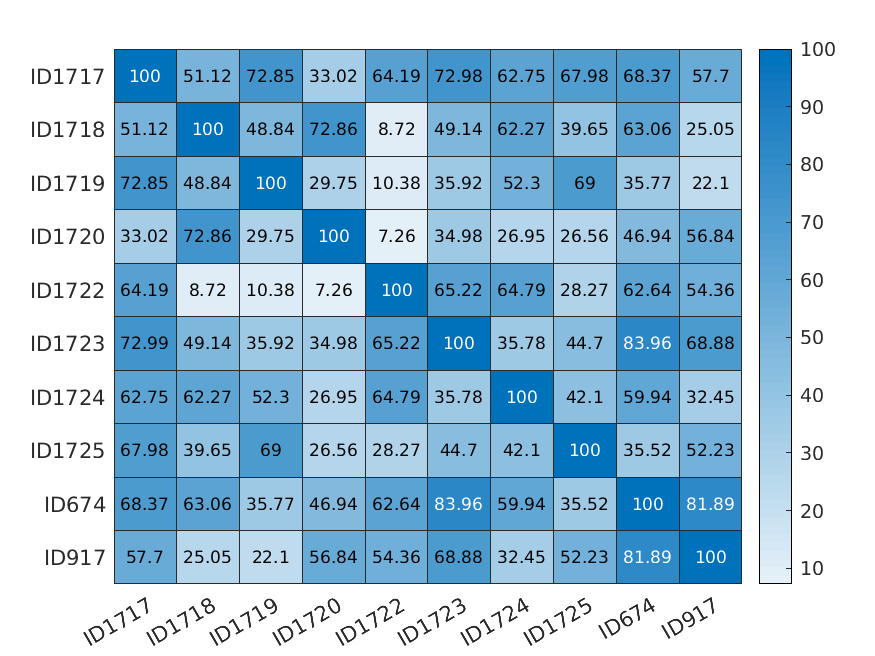 ID1717 100 51.12 72.85 33.02 64.19 72.98 62.75 67.98 68.37 57.7
ID1718 51.12 100 48.84 72.86 8.72 49.14 62.27 39.65 63.06 25.05
ID1719 72.85 48.84 100 29.75 10.38 35.92 52.3 69 35.77 22.1
ID1720 33.02 72.86 29.75 100 7.26 34.98 26.95 26.56 46.94 56.84
ID1722 64.19 8.72 10.38 7.26 100 65.22 64.79 28.27 62.64 54.36
ID1723 72.99 49.14 35.92 34.98 65.22 100 35.78 44.7 83.96 68.88
ID1724 62.75 62.27 52.3 26.95 64.79 35.78 100 42.1 59.94 32.45
ID1725 67.98 39.65 69 26.56 28.27 44.7 42.1 100 35.52 52.23
ID674 68.37 63.06 35.77 46.94 62.64 83.96 59.94 35.52 100 81.89
ID917 57.7 25.05 22.1 56.84 54.36 68.88 32.45 52.23 81.89 100
ID1717 ID1718 ID1719 ID1720 ID1722 ID1723 ID1724 ID1725 ID674 ID917
100
90
80
70
60
50
40
30
20
10